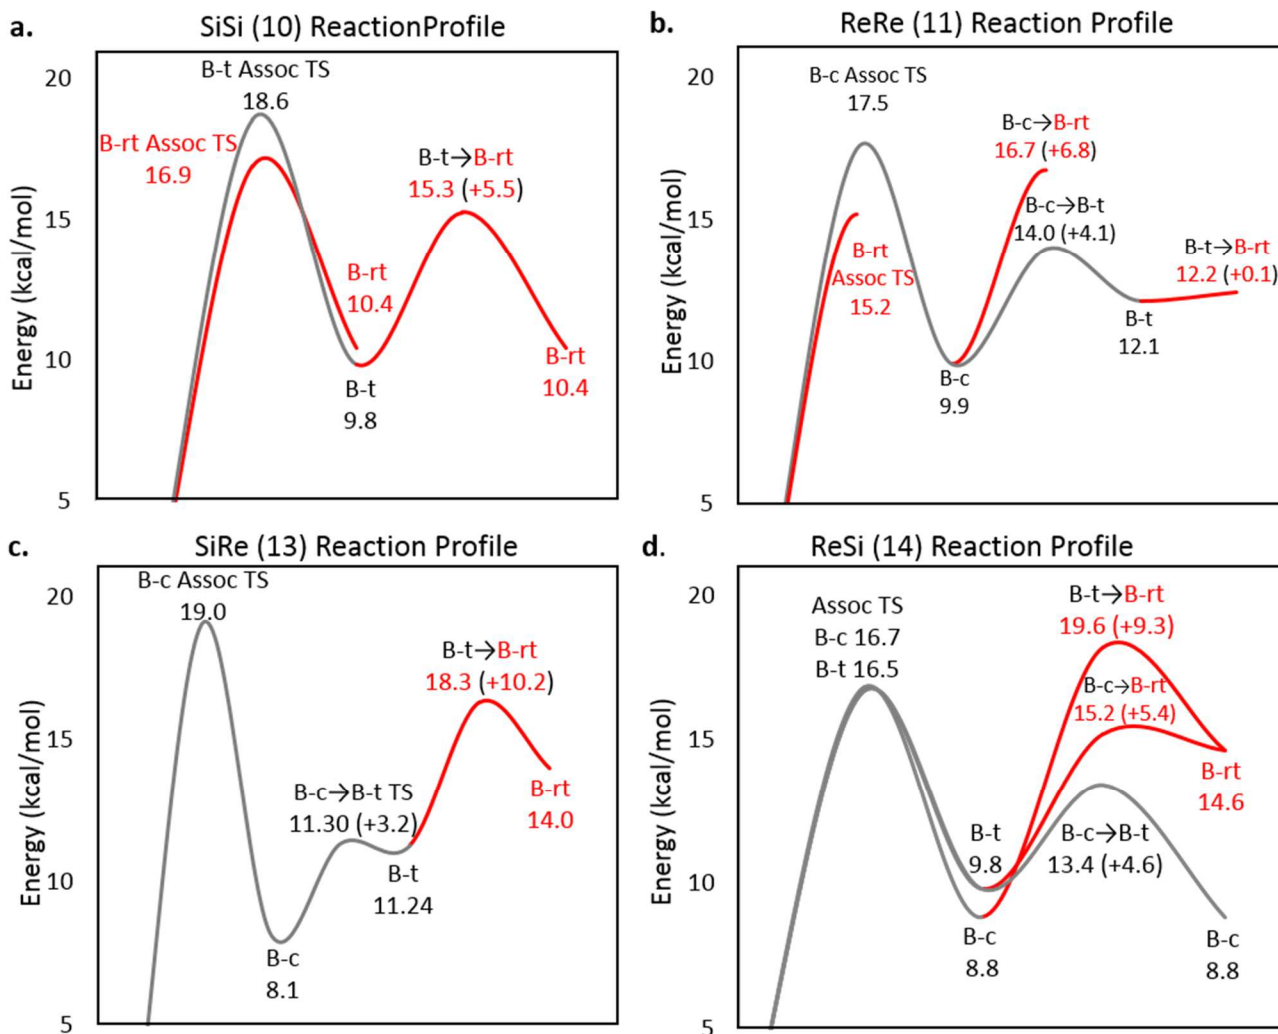 a.
SiSi (10) ReactionProfile
Energy (kcal/mol)
20
15
10
5
B-t Assoc TS
18.6
B-rt Assoc TS
16.9
B-t→B-rt
15.3 (+5.5)
B-rt
10.4
B-t
9.8
B-rt
10.4
b.
ReRe (11) Reaction Profile
Energy (kcal/mol)
20
15
10
5
B-c Assoc TS
17.5
B-rt
Assoc TS
15.2
B-c→B-rt
16.7 (+6.8)
B-c→B-t
14.0 (+4.1)
B-t→B-rt
12.2 (+0.1)
B-c
9.9
B-t
12.1
c.
SiRe (13) Reaction Profile
Energy (kcal/mol)
20
15
10
5
B-c Assoc TS
19.0
B-t→B-rt
18.3 (+10.2)
B-c→B-t TS
11.30 (+3.2)
B-rt
14.0
B-t
11.24
B-c
8.1
d.
ReSi (14) Reaction Profile
Energy (kcal/mol)
20
15
10
5
Assoc TS
B-c 16.7
B-t 16.5
B-t→B-rt
19.6 (+9.3)
B-c→B-rt
15.2 (+5.4)
B-rt
14.6
B-t
9.8
B-c→B-t
13.4 (+4.6)
B-c
8.8
B-c
8.8